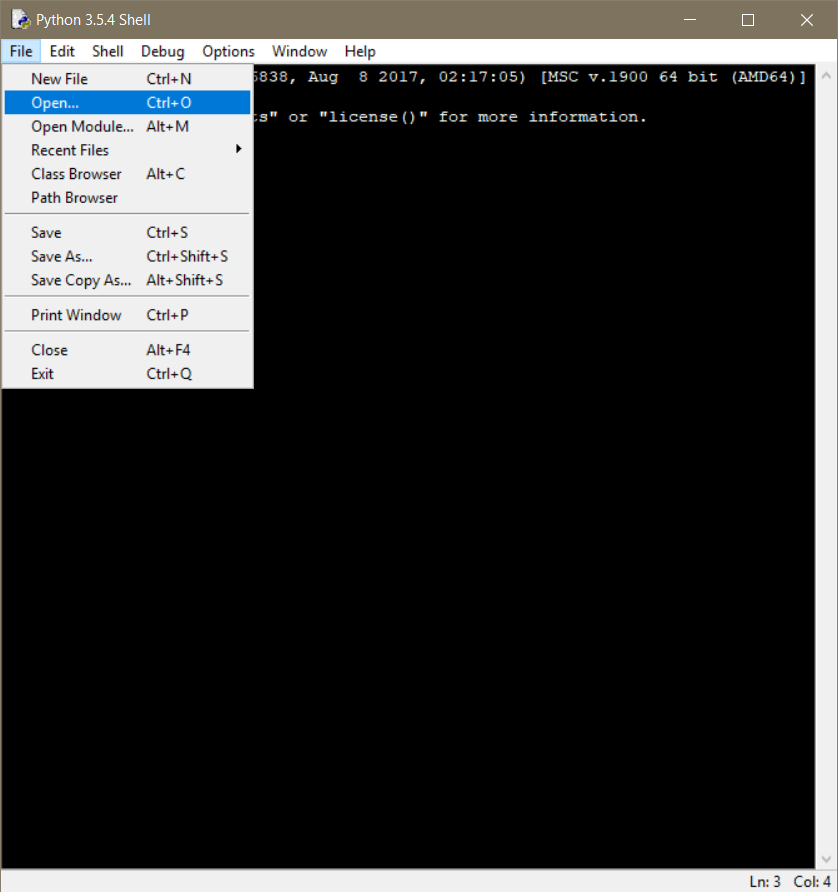 Python 3.5.4 Shell
File Edit Shell Debug Options Window Help
6838, Aug  8 2017, 02:17:05) [MSC v.1900 64 bit (AMD64)]
ts" or "license()" for more information.
New File Ctrl+N
Open... Ctrl+O
Open Module... Alt+M
Recent Files
Class Browser Alt+C
Path Browser
Save Ctrl+S
Save As... Ctrl+Shift+S
Save Copy As... Alt+Shift+S
Print Window Ctrl+P
Close Alt+F4
Exit Ctrl+Q
Ln: 3 Col: 4